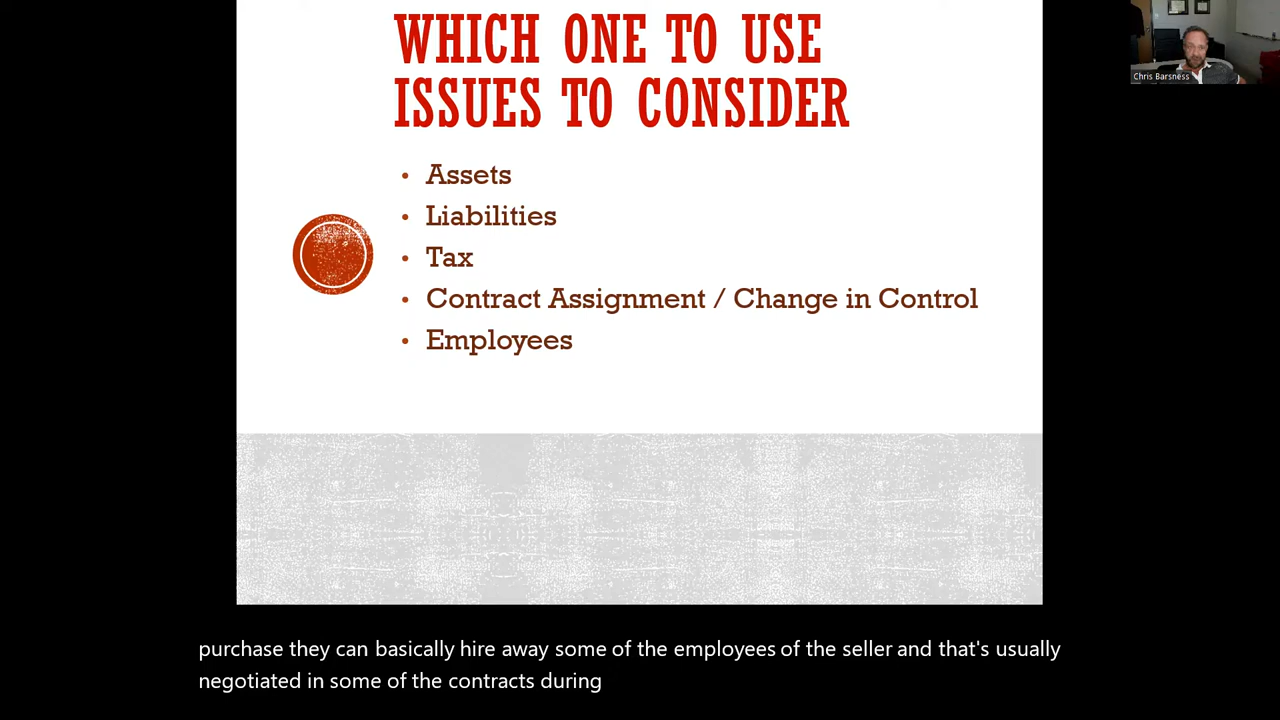 WHICH ONE TO USE
ISSUES TO CONSIDER
• Assets
• Liabilities
• Tax
• Contract Assignment / Change in Control
• Employees
Chris Barsness
purchase they can basically hire away some of the employees of the seller and that's usually
negotiated in some of the contracts during